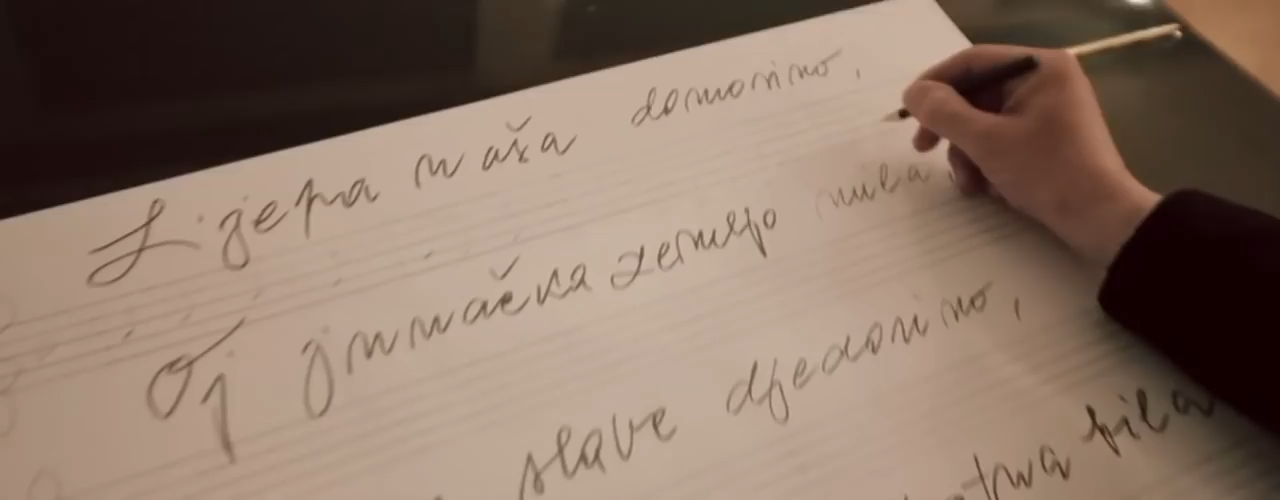 Lijepa naša domovino,
Oj junačka zemljo mila,
slave djedovino,
bila